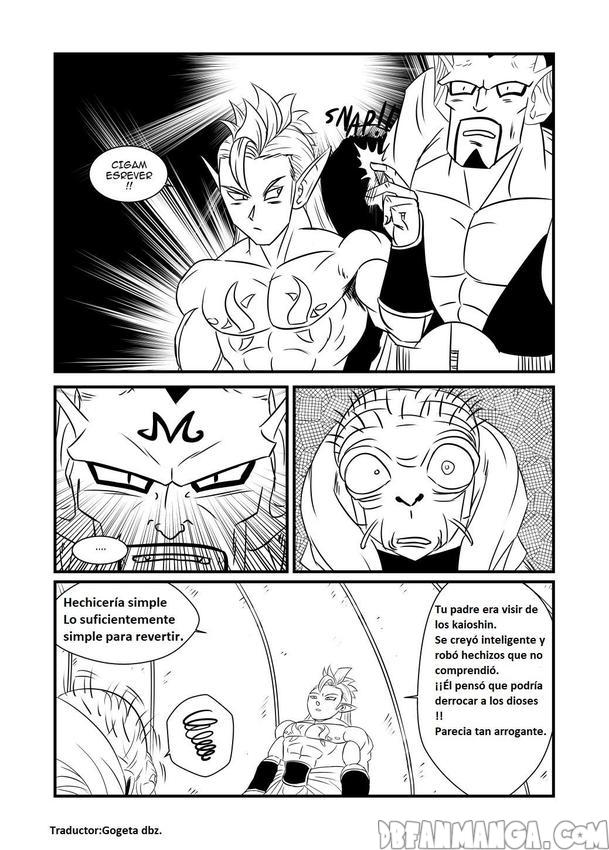 SNAP!!
CIGAM
ESREVER
!!
M
....
Hechicería simple
Lo suficientemente
simple para revertir.
Tu padre era visir de
los kaioshin.
Se creyó inteligente y
robó hechizos que no
comprendió.
¡¡Él pensó que podría
derrocar a los dioses
!!
Parecia tan arrogante.
Traductor:Gogeta dbz.
DBFANMANGA.COM